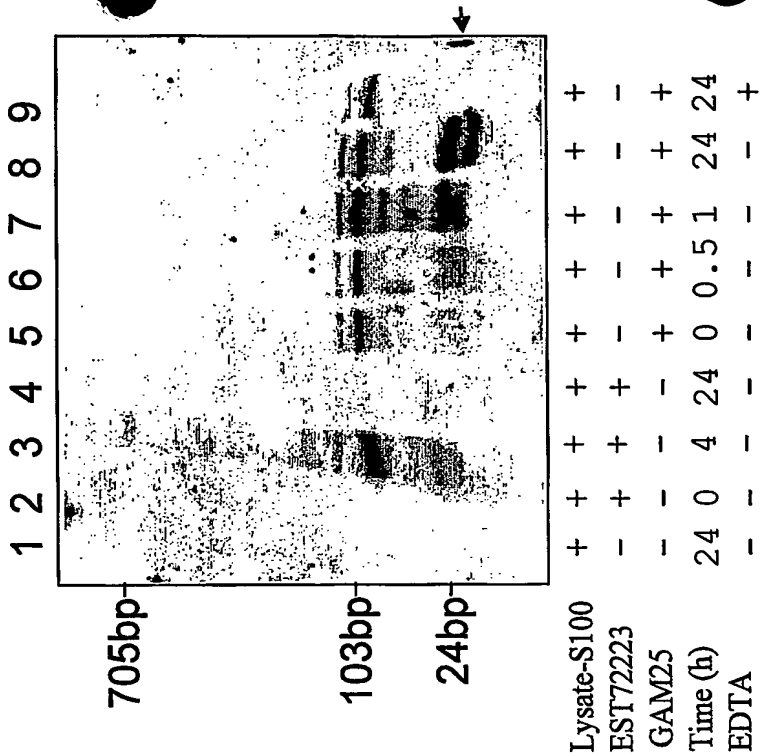 1 2 3 4 5 6 7 8 9
705bp
103bp
24bp
Lysate-S100 + + + + + + + + +
EST72223 - + + + - - - - -
GAM25 - - - - + + + + +
Time (h) 24 0 4 24 0 0.5 1 24 24
EDTA - - - - - - - - +